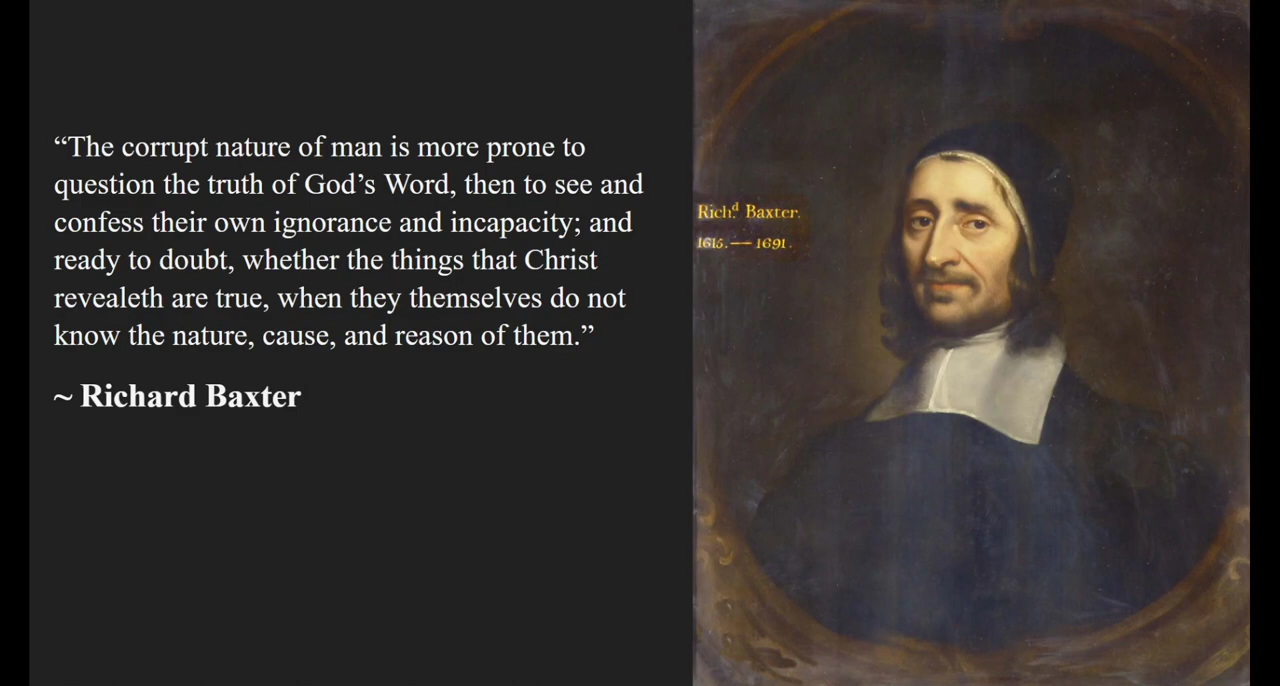 “The corrupt nature of man is more prone to
question the truth of God’s Word, then to see and
confess their own ignorance and incapacity; and
ready to doubt, whether the things that Christ
revealeth are true, when they themselves do not
know the nature, cause, and reason of them.”
~ Richard Baxter
Rich.d Baxter.
1615.— 1691.